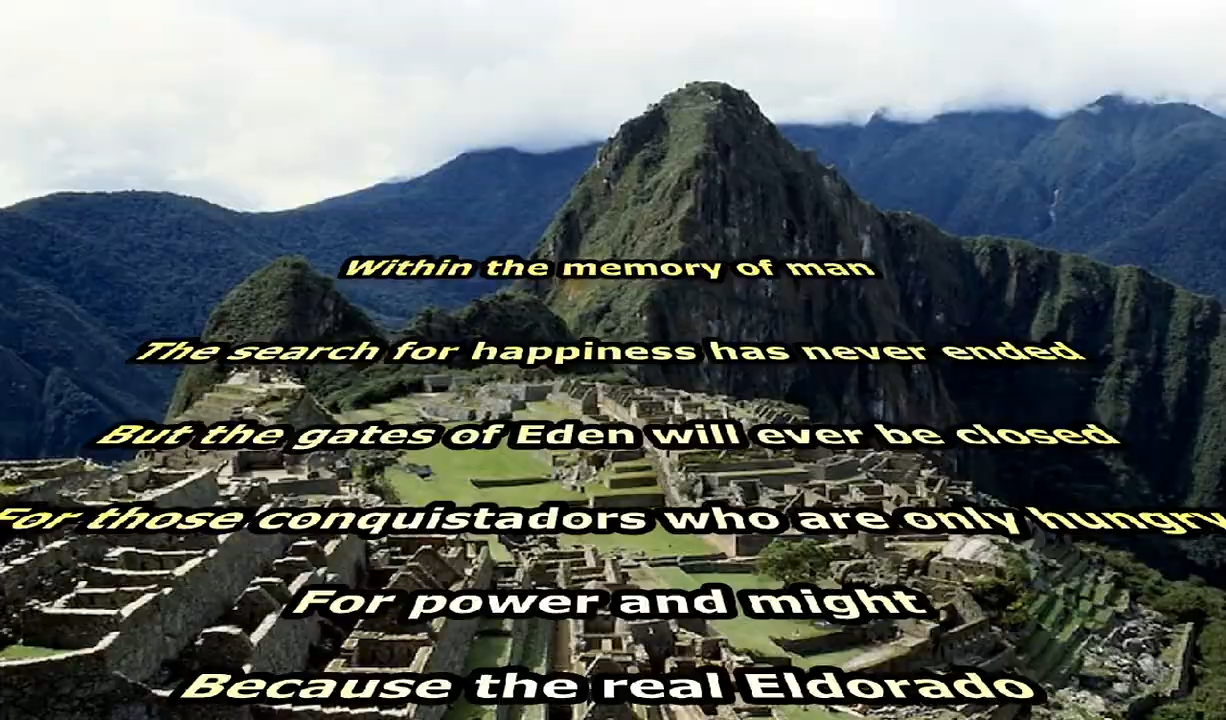 Within the memory of man
The search for happiness has never ended
But the gates of Eden will ever be closed
For those conquistadors who are only hungry
For power and might
Because the real Eldorado